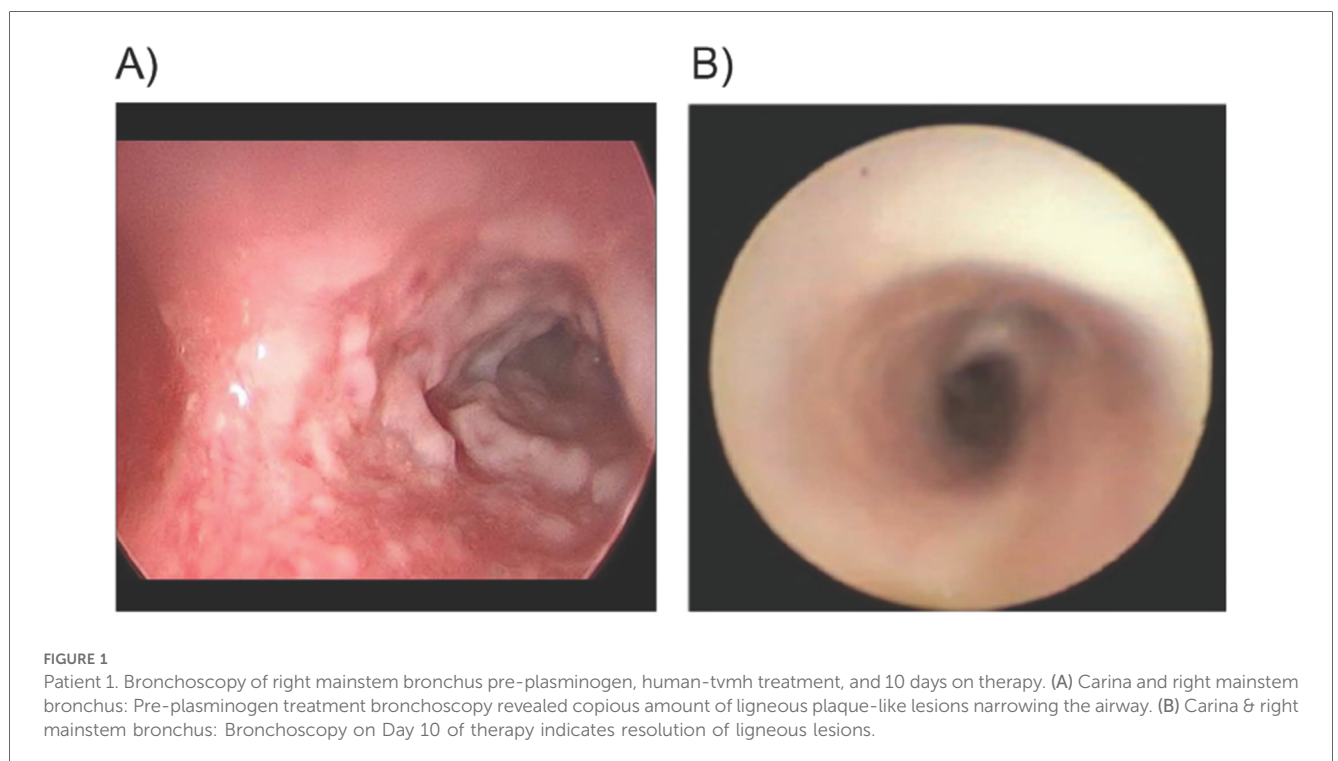 A)
B)
FIGURE 1
Patient 1. Bronchoscopy of right mainstem bronchus pre-plasminogen, human-tvmh treatment, and 10 days on therapy. (A) Carina and right mainstem
bronchus: Pre-plasminogen treatment bronchoscopy revealed copious amount of ligneous plaque-like lesions narrowing the airway. (B) Carina & right
mainstem bronchus: Bronchoscopy on Day 10 of therapy indicates resolution of ligneous lesions.